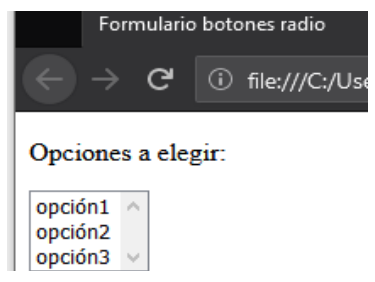 Formulario botones radio
file:///C:/Use
Opciones a elegir:
opción1
opción2
opción3